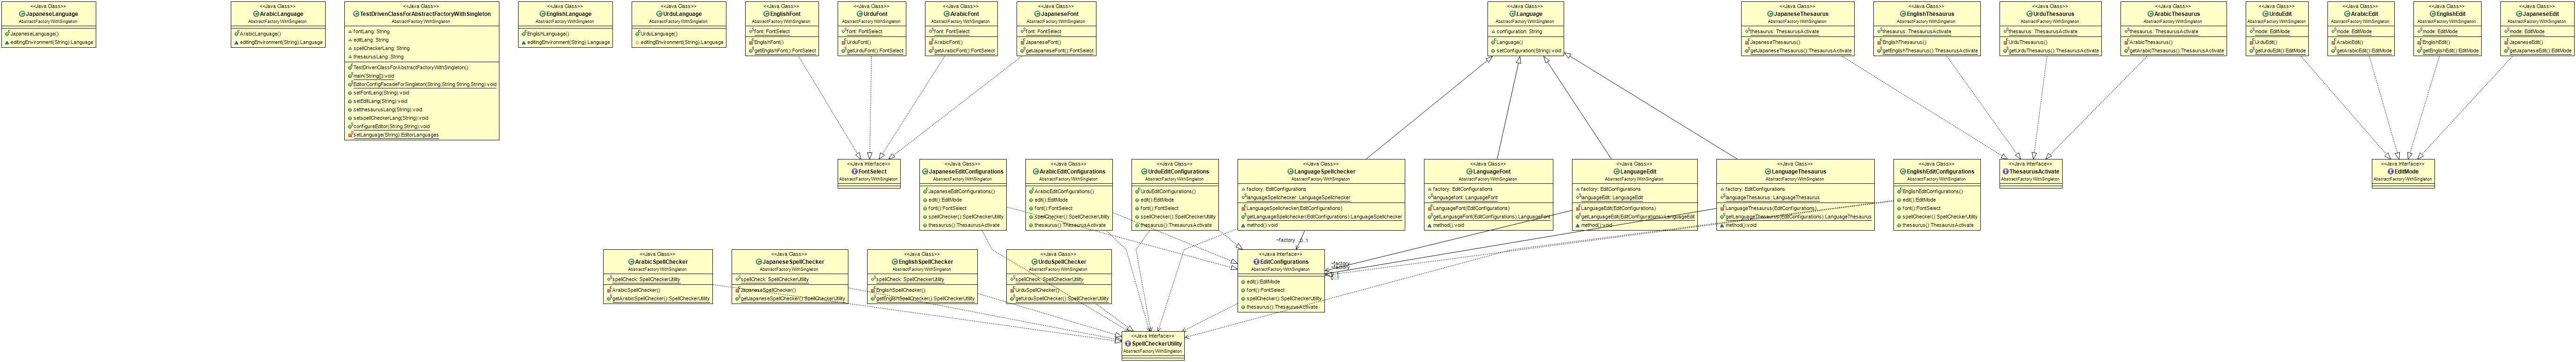 <<Java Class>>
JapaneseLanguage
AbstractFactoryWithSingleton
JapaneseLanguage()
editingEnvironment(String):Language
<<Java Class>>
ArabicLanguage
AbstractFactoryWithSingleton
ArabicLanguage()
editingEnvironment(String):Language
<<Java Class>>
TestDrivenClassForAbstractFactoryWithSingleton
AbstractFactoryWithSingleton
fontLang: String
editLang: String
spellCheckerLang: String
thesaurusLang: String
TestDrivenClassForAbstractFactoryWithSingleton()
main(String[]):void
EditorConfigFacadeForSingleton(String,String,String,String):void
setFontLang(String):void
setEditLang(String):void
setthesaurusLang(String):void
setspellCheckerLang(String):void
configureEditor(String,String):void
setLanguage(String):EditorLanguages
<<Java Class>>
EnglishLanguage
AbstractFactoryWithSingleton
EnglishLanguage()
editingEnvironment(String):Language
<<Java Class>>
UrduLanguage
AbstractFactoryWithSingleton
UrduLanguage()
editingEnvironment(String):Language
<<Java Class>>
EnglishFont
AbstractFactoryWithSingleton
font: FontSelect
EnglishFont()
getEnglishFont():FontSelect
<<Java Class>>
UrduFont
AbstractFactoryWithSingleton
font: FontSelect
UrduFont()
getUrduFont():FontSelect
<<Java Class>>
ArabicFont
AbstractFactoryWithSingleton
font: FontSelect
ArabicFont()
getArabicFont():FontSelect
<<Java Class>>
JapaneseFont
AbstractFactoryWithSingleton
font: FontSelect
JapaneseFont()
getJapaneseFont():FontSelect
<<Java Class>>
Language
AbstractFactoryWithSingleton
configuration: String
Language()
setConfiguration(String):void
<<Java Class>>
JapaneseThesaurus
AbstractFactoryWithSingleton
thesaurus: ThesaurusActivate
JapaneseThesaurus()
getJapaneseThesaurus():ThesaurusActivate
<<Java Class>>
EnglishThesaurus
AbstractFactoryWithSingleton
thesaurus: ThesaurusActivate
EnglishThesaurus()
getEnglishThesaurus():ThesaurusActivate
<<Java Class>>
UrduThesaurus
AbstractFactoryWithSingleton
thesaurus: ThesaurusActivate
UrduThesaurus()
getUrduThesaurus():ThesaurusActivate
<<Java Class>>
ArabicThesaurus
AbstractFactoryWithSingleton
thesaurus: ThesaurusActivate
ArabicThesaurus()
getArabicThesaurus():ThesaurusActivate
<<Java Class>>
UrduEdit
AbstractFactoryWithSingleton
mode: EditMode
UrduEdit()
getUrduEdit():EditMode
<<Java Class>>
ArabicEdit
AbstractFactoryWithSingleton
mode: EditMode
ArabicEdit()
getArabicEdit():EditMode
<<Java Class>>
EnglishEdit
AbstractFactoryWithSingleton
mode: EditMode
EnglishEdit()
getEnglishEdit():EditMode
<<Java Class>>
JapaneseEdit
AbstractFactoryWithSingleton
mode: EditMode
JapaneseEdit()
getJapaneseEdit():EditMode
<<Java Interface>>
FontSelect
AbstractFactoryWithSingleton
<<Java Class>>
JapaneseEditConfigurations
AbstractFactoryWithSingleton
JapaneseEditConfigurations()
edit():EditMode
font():FontSelect
spellChecker():SpellCheckerUtility
thesaurus():ThesaurusActivate
<<Java Class>>
ArabicEditConfigurations
AbstractFactoryWithSingleton
ArabicEditConfigurations()
edit():EditMode
font():FontSelect
spellChecker():SpellCheckerUtility
thesaurus():ThesaurusActivate
<<Java Class>>
UrduEditConfigurations
AbstractFactoryWithSingleton
UrduEditConfigurations()
edit():EditMode
font():FontSelect
spellChecker():SpellCheckerUtility
thesaurus():ThesaurusActivate
<<Java Class>>
LanguageSpellchecker
AbstractFactoryWithSingleton
factory: EditConfigurations
languageSpellchecker: LanguageSpellchecker
LanguageSpellchecker(EditConfigurations)
getLanguageSpellchecker(EditConfigurations):LanguageSpellchecker
method():void
<<Java Class>>
LanguageFont
AbstractFactoryWithSingleton
factory: EditConfigurations
languagefont: LanguageFont
LanguageFont(EditConfigurations)
getLanguageFont(EditConfigurations):LanguageFont
method():void
<<Java Class>>
LanguageEdit
AbstractFactoryWithSingleton
factory: EditConfigurations
languageEdit: LanguageEdit
LanguageEdit(EditConfigurations)
getLanguageEdit(EditConfigurations):LanguageEdit
method():void
<<Java Class>>
LanguageThesaurus
AbstractFactoryWithSingleton
factory: EditConfigurations
languageThesaurus: LanguageThesaurus
LanguageThesaurus(EditConfigurations)
getLanguageThesaurus(EditConfigurations):LanguageThesaurus
method():void
<<Java Class>>
EnglishEditConfigurations
AbstractFactoryWithSingleton
EnglishEditConfigurations()
edit():EditMode
font():FontSelect
spellChecker():SpellCheckerUtility
thesaurus():ThesaurusActivate
<<Java Interface>>
ThesaurusActivate
AbstractFactoryWithSingleton
<<Java Interface>>
EditMode
AbstractFactoryWithSingleton
<<Java Class>>
ArabicSpellChecker
AbstractFactoryWithSingleton
spellCheck: SpellCheckerUtility
ArabicSpellChecker()
getArabicSpellChecker():SpellCheckerUtility
<<Java Class>>
JapaneseSpellChecker
AbstractFactoryWithSingleton
spellCheck: SpellCheckerUtility
JapaneseSpellChecker()
getJapaneseSpellChecker():SpellCheckerUtility
<<Java Class>>
EnglishSpellChecker
AbstractFactoryWithSingleton
spellCheck: SpellCheckerUtility
EnglishSpellChecker()
getEnglishSpellChecker():SpellCheckerUtility
<<Java Class>>
UrduSpellChecker
AbstractFactoryWithSingleton
spellCheck: SpellCheckerUtility
UrduSpellChecker()
getUrduSpellChecker():SpellCheckerUtility
~factory 0..1
<<Java Interface>>
EditConfigurations
AbstractFactoryWithSingleton
edit():EditMode
font():FontSelect
spellChecker():SpellCheckerUtility
thesaurus():ThesaurusActivate
~factory
<<Java Interface>>
SpellCheckerUtility
AbstractFactoryWithSingleton